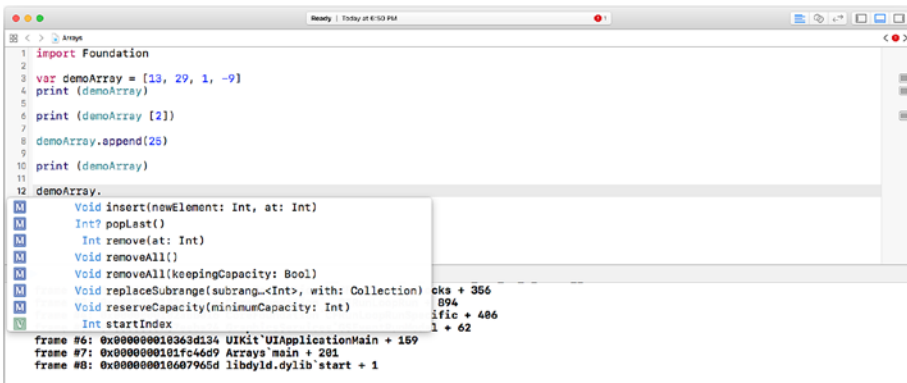 Ready | Today at 6:50 PM
1
Arrays
1 import Foundation
2
3 var demoArray = [13, 29, 1, -9]
4 print (demoArray)
5
6 print (demoArray [2])
7
8 demoArray.append(25)
9
10 print (demoArray)
11
12 demoArray.
M Void insert(newElement: Int, at: Int)
M Int? popLast()
M Int remove(at: Int)
M Void removeAll()
M Void removeAll(keepingCapacity: Bool)
M Void replaceSubrange(subrang…<Int>, with: Collection) cks + 356
M Void reserveCapacity(minimumCapacity: Int) 894
ific + 406
V Int startIndex l + 62
frame #6: 0x000000010363d134 UIKit`UIApplicationMain + 159
frame #7: 0x0000000101fc46d9 Arrays`main + 201
frame #8: 0x000000010607965d libdyld.dylib`start + 1